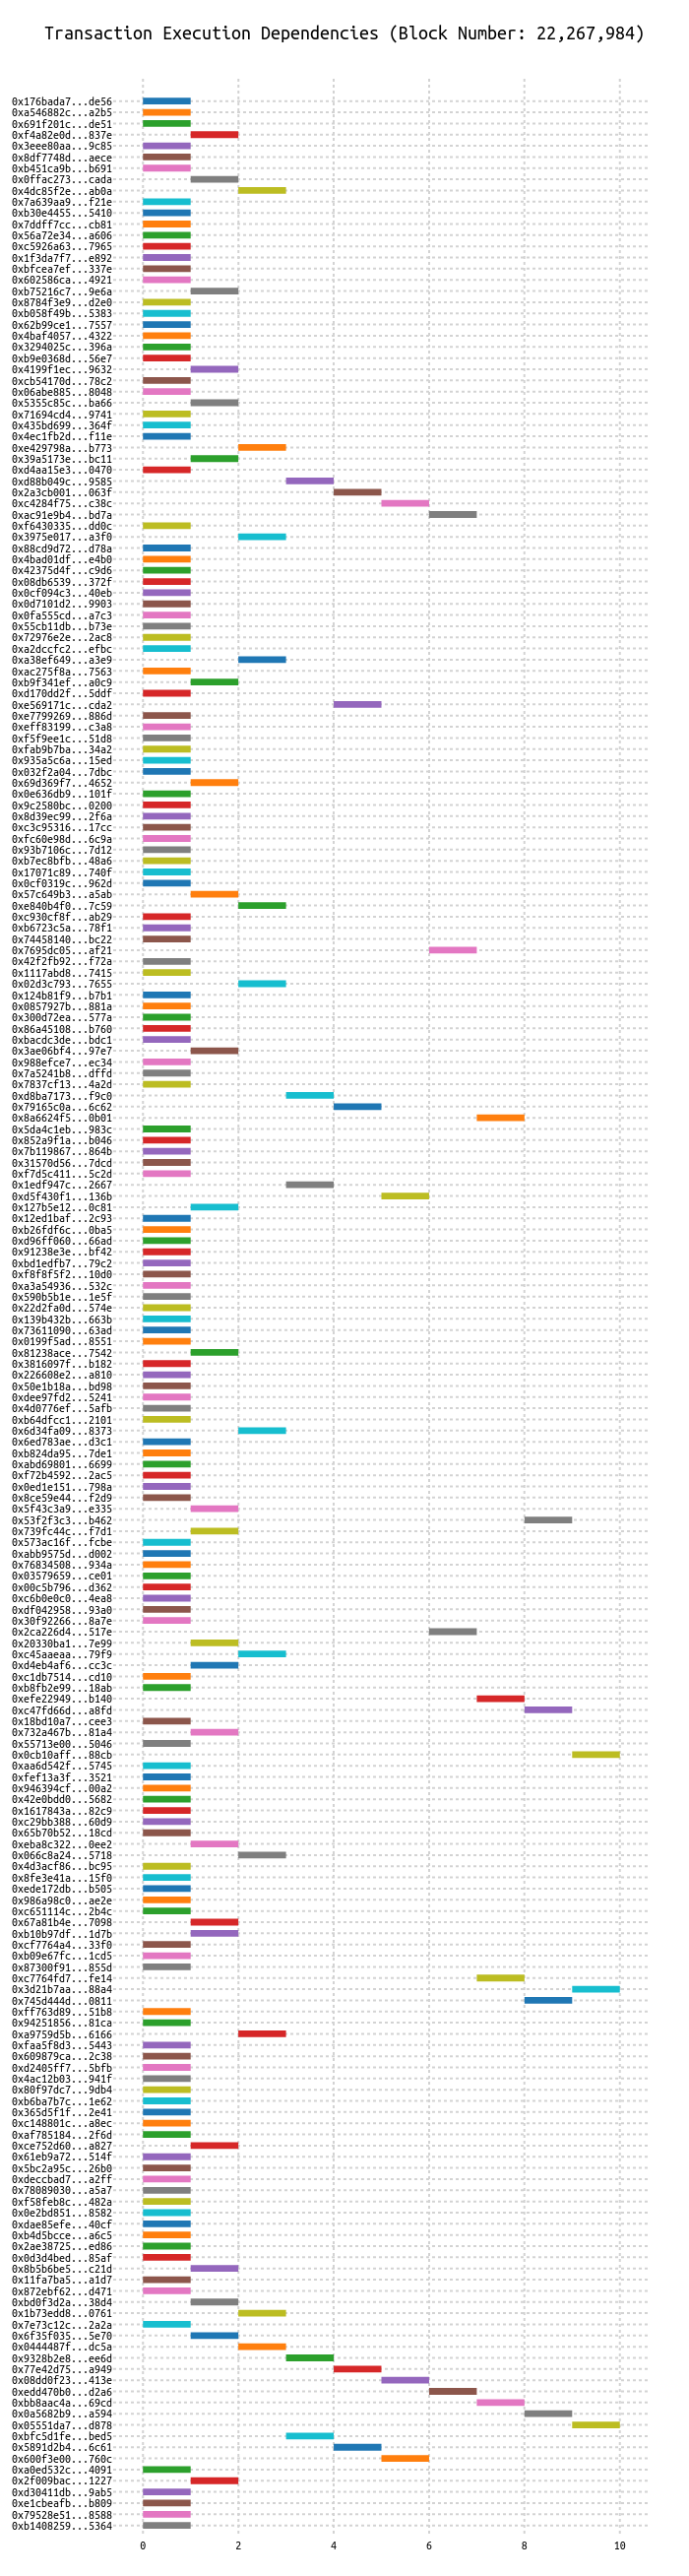 Transaction Execution Dependencies (Block Number: 22,267,984)
0x176bada7...de56
0xa546882c...a2b5
0x691f201c...de51
0xf4a82e0d...837e
0x3eee80aa...9c85
0x8df7748d...aece
0xb451ca9b...b691
0x0ffac273...cada
0x4dc85f2e...ab0a
0x7a639aa9...f21e
0xb30e4455...5410
0x7ddff7cc...cb81
0x56a72e34...a606
0xc5926a63...7965
0x1f3da7f7...e892
0xbfcea7ef...337e
0x602586ca...4921
0xb75216c7...9e6a
0x8784f3e9...d2e0
0xb058f49b...5383
0x62b99ce1...7557
0x4baf4057...4322
0x3294025c...396a
0xb9e0368d...56e7
0x4199f1ec...9632
0xcb54170d...78c2
0x06abe885...8048
0x5355c85c...ba66
0x71694cd4...9741
0x435bd699...364f
0x4ec1fb2d...f11e
0xe429798a...b773
0x39a5173e...bc11
0xd4aa15e3...0470
0xd88b049c...9585
0x2a3cb001...063f
0xc4284f75...c38c
0xac91e9b4...bd7a
0xf6430335...dd0c
0x3975e017...a3f0
0x88cd9d72...d78a
0x4bad01df...e4b0
0x42375d4f...c9d6
0x08db6539...372f
0x0cf094c3...40eb
0x0d7101d2...9903
0x0fa555cd...a7c3
0x55cb11db...b73e
0x72976e2e...2ac8
0xa2dccfc2...efbc
0xa38ef649...a3e9
0xac275f8a...7563
0xb9f341ef...a0c9
0xd170dd2f...5ddf
0xe569171c...cda2
0xe7799269...886d
0xeff83199...c3a8
0xf5f9ee1c...51d8
0xfab9b7ba...34a2
0x935a5c6a...15ed
0x032f2a04...7dbc
0x69d369f7...4652
0x0e636db9...101f
0x9c2580bc...0200
0x8d39ec99...2f6a
0xc3c95316...17cc
0xfc60e98d...6c9a
0x93b7106c...7d12
0xb7ec8bfb...48a6
0x17071c89...740f
0x0cf0319c...962d
0x57c649b3...a5ab
0xe840b4f0...7c59
0xc930cf8f...ab29
0xb6723c5a...78f1
0x74458140...bc22
0x7695dc05...af21
0x42f2fb92...f72a
0x1117abd8...7415
0x02d3c793...7655
0x124b81f9...b7b1
0x0857927b...881a
0x300d72ea...577a
0x86a45108...b760
0xbacdc3de...bdc1
0x3ae06bf4...97e7
0x988efce7...ec34
0x7a5241b8...dffd
0x7837cf13...4a2d
0xd8ba7173...f9c0
0x79165c0a...6c62
0x8a6624f5...0b01
0x5da4c1eb...983c
0x852a9f1a...b046
0x7b119867...864b
0x31570d56...7dcd
0xf7d5c411...5c2d
0x1edf947c...2667
0xd5f430f1...136b
0x127b5e12...0c81
0x12ed1baf...2c93
0xb26fdf6c...0ba5
0xd96ff060...66ad
0x91238e3e...bf42
0xbd1edfb7...79c2
0xf8f8f5f2...10d0
0xa3a54936...532c
0x590b5b1e...1e5f
0x22d2fa0d...574e
0x139b432b...663b
0x73611090...63ad
0x0199f5ad...8551
0x81238ace...7542
0x3816097f...b182
0x226608e2...a810
0x50e1b18a...bd98
0xdee97fd2...5241
0x4d0776ef...5afb
0xb64dfcc1...2101
0x6d34fa09...8373
0x6ed783ae...d3c1
0xb824da95...7de1
0xabd69801...6699
0xf72b4592...2ac5
0x0ed1e151...798a
0x8ce59e44...f2d9
0x5f43c3a9...e335
0x53f2f3c3...b462
0x739fc44c...f7d1
0x573ac16f...fcbe
0xabb9575d...d002
0x76834508...934a
0x03579659...ce01
0x00c5b796...d362
0xc6b0e0c0...4ea8
0xdf042958...93a0
0x30f92266...8a7e
0x2ca226d4...517e
0x20330ba1...7e99
0xc45aaeaa...79f9
0xd4eb4af6...cc3c
0xc1db7514...cd10
0xb8fb2e99...18ab
0xefe22949...b140
0xc47fd66d...a8fd
0x18bd10a7...cee3
0x732a467b...81a4
0x55713e00...5046
0x0cb10aff...88cb
0xaa6d542f...5745
0xfef13a3f...3521
0x946394cf...00a2
0x42e0bdd0...5682
0x1617843a...82c9
0xc29bb388...60d9
0x65b70b52...18cd
0xeba8c322...0ee2
0x066c8a24...5718
0x4d3acf86...bc95
0x8fe3e41a...15f0
0xede172db...b505
0x986a98c0...ae2e
0xc651114c...2b4c
0x67a81b4e...7098
0xb10b97df...1d7b
0xcf7764a4...33f0
0xb09e67fc...1cd5
0x87300f91...855d
0xc7764fd7...fe14
0x3d21b7aa...88a4
0x745d444d...0811
0xff763d89...51b8
0x94251856...81ca
0xa9759d5b...6166
0xfaa5f8d3...5443
0x609879ca...2c38
0xd2405ff7...5bfb
0x4ac12b03...941f
0x80f97dc7...9db4
0xb6ba7b7c...1e62
0x365d5f1f...2e41
0xc148801c...a8ec
0xaf785184...2f6d
0xce752d60...a827
0x61eb9a72...514f
0x5bc2a95c...26b0
0xdeccbad7...a2ff
0x78089030...a5a7
0xf58feb8c...482a
0x0e2bd851...8582
0xdae85efe...40cf
0xb4d5bcce...a6c5
0x2ae38725...ed86
0x0d3d4bed...85af
0x8b5b6be5...c21d
0x11fa7ba5...a1d7
0x872ebf62...d471
0xbd0f3d2a...38d4
0x1b73edd8...0761
0x7e73c12c...2a2a
0x6f35f035...5e70
0x0444487f...dc5a
0x9328b2e8...ee6d
0x77e42d75...a949
0x08dd0f23...413e
0xedd470b0...d2a6
0xbb8aac4a...69cd
0x0a5682b9...a594
0x05551da7...d878
0xbfc5d1fe...bed5
0x5891d2b4...6c61
0x600f3e00...760c
0xa0ed532c...4091
0x2f009bac...1227
0xd30411db...9ab5
0xe1cbeafb...b809
0x79528e51...8588
0xb1408259...5364
0 2 4 6 8 10